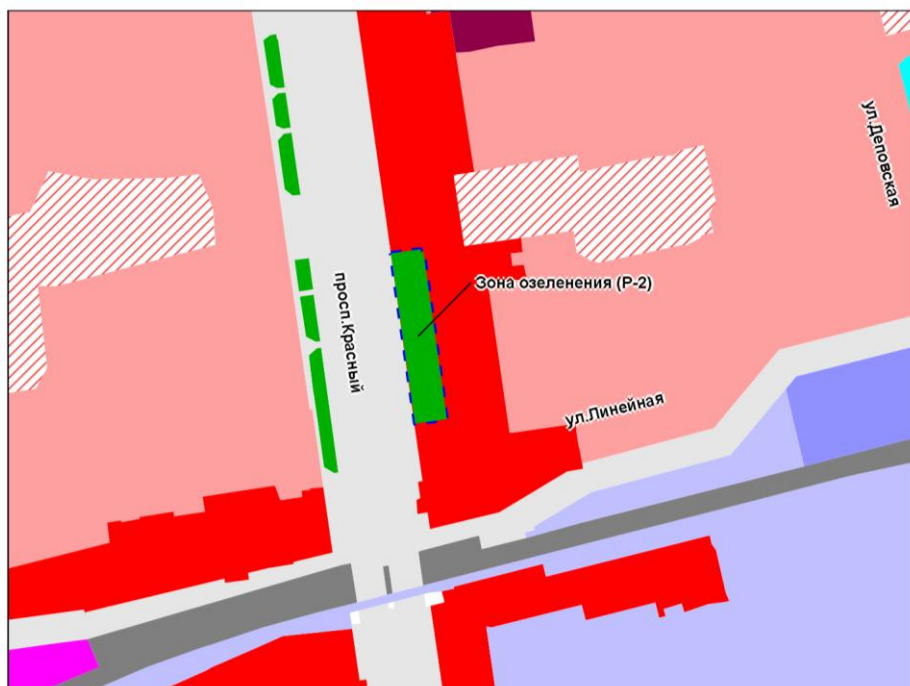 ул.Деповская
Зона озеленения (Р-2)
просп.Красный
ул.Линейная